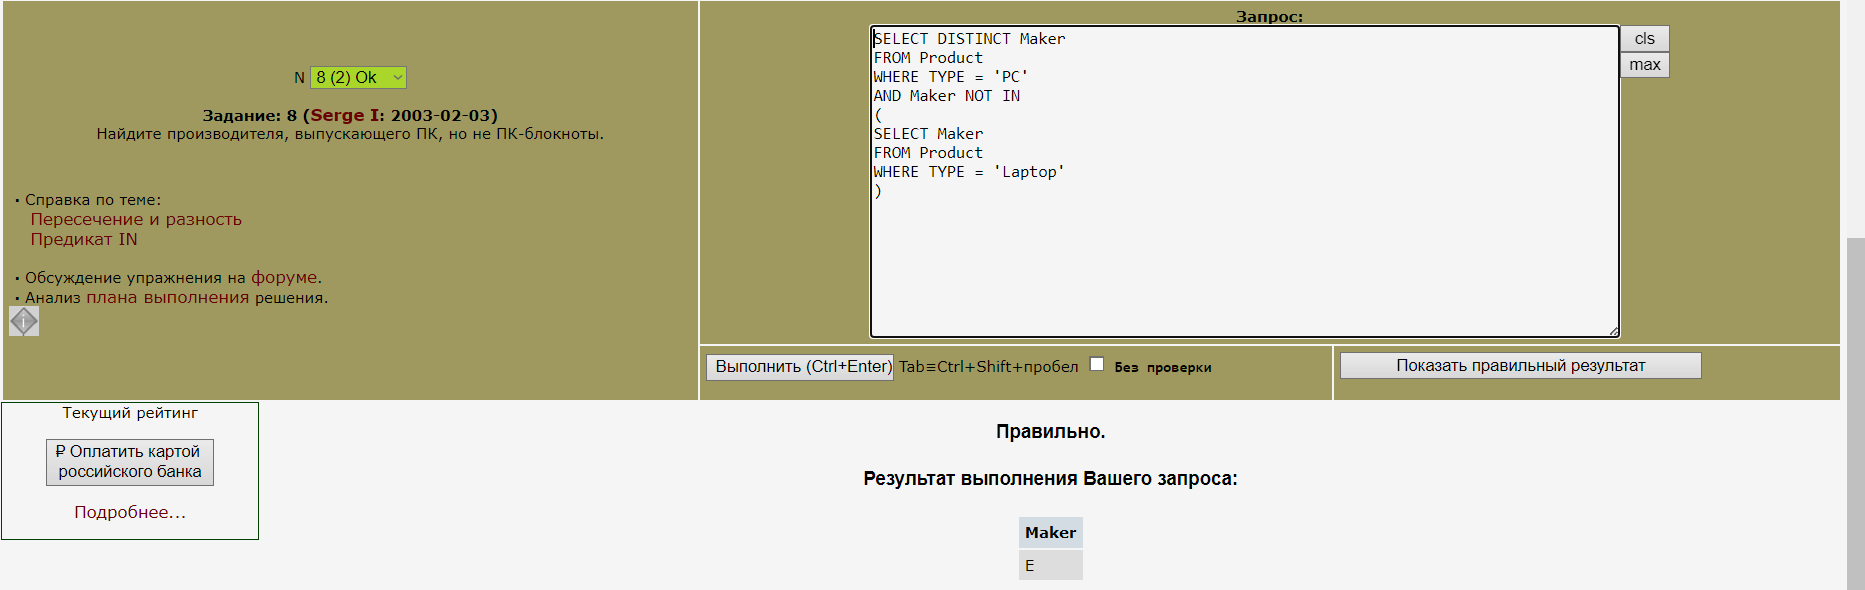 N 8 (2) Ok
Задание: 8 (Serge I: 2003-02-03)
Найдите производителя, выпускающего ПК, но не ПК-блокноты.
· Справка по теме:
Пересечение и разность
Предикат IN
· Обсуждение упражнения на форуме.
· Анализ плана выполнения решения.
Запрос:
SELECT DISTINCT Maker
FROM Product
WHERE TYPE = 'PC'
AND Maker NOT IN
(
SELECT Maker
FROM Product
WHERE TYPE = 'Laptop'
)
cls
max
Выполнить (Ctrl+Enter) Tab≡Ctrl+Shift+пробел Без проверки
Показать правильный результат
Текущий рейтинг
₽ Оплатить картой
российского банка
Подробнее...
Правильно.
Результат выполнения Вашего запроса:
Maker
E